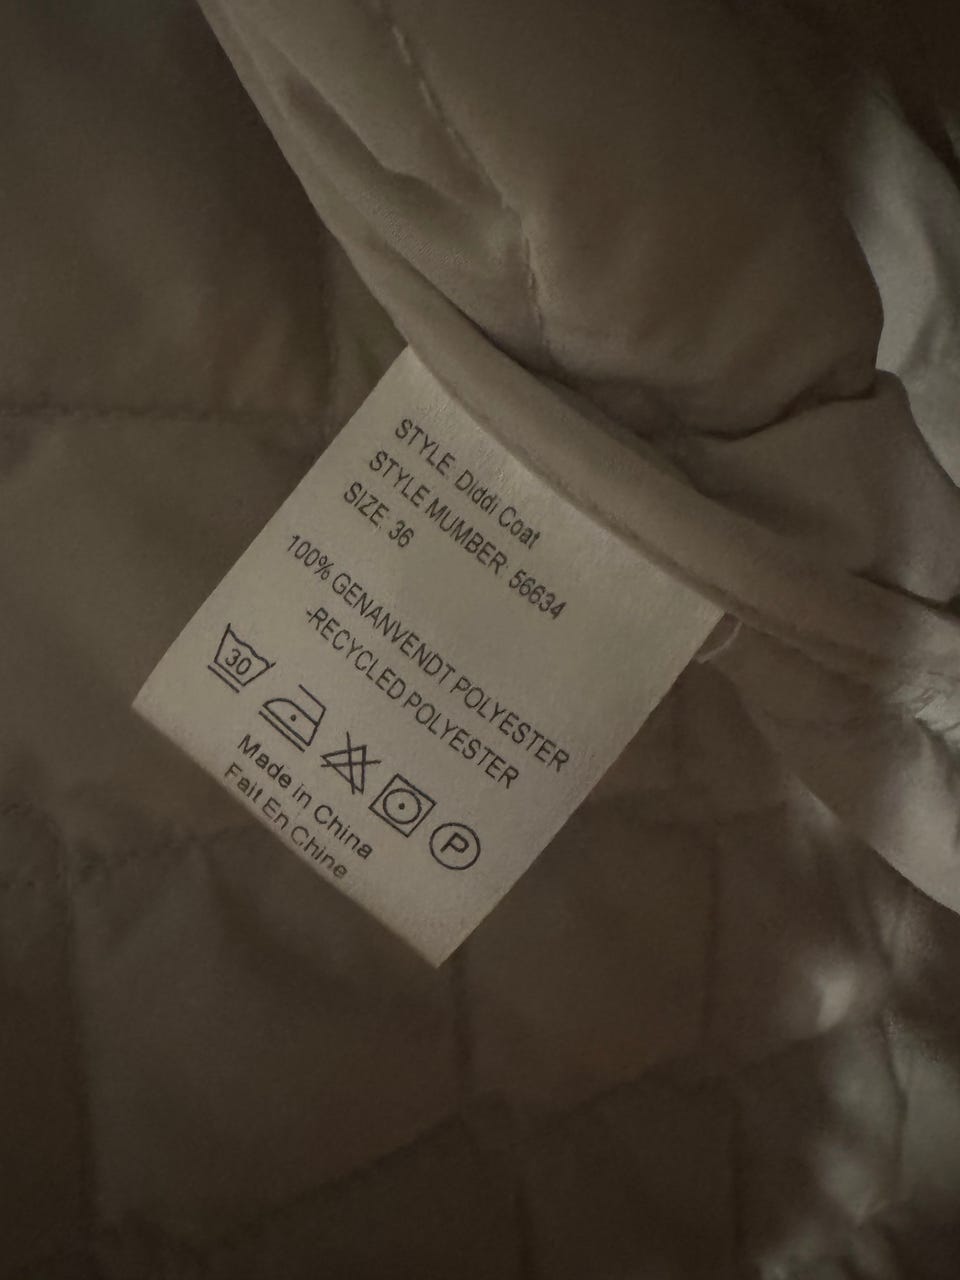 STYLE: Diddi Coat
STYLE MUMBER: 56634
SIZE: 36
100% GENANVENDT POLYESTER
-RECYCLED POLYESTER
30
P
Made in China
Fait En Chine